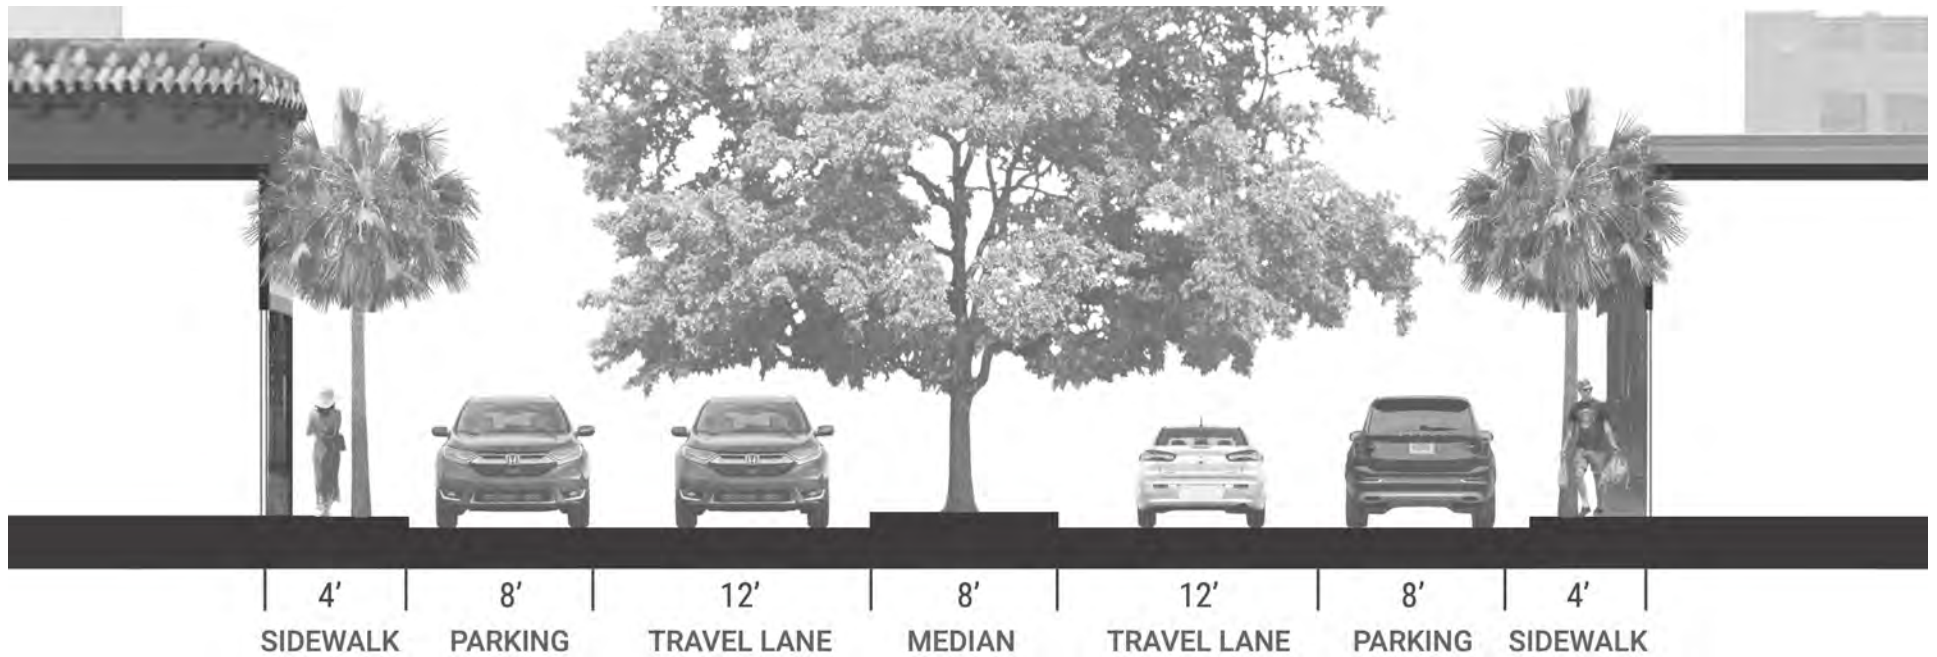 4’ 8’ 12’ 8’ 12’ 8’ 4’
SIDEWALK PARKING TRAVEL LANE MEDIAN TRAVEL LANE PARKING SIDEWALK